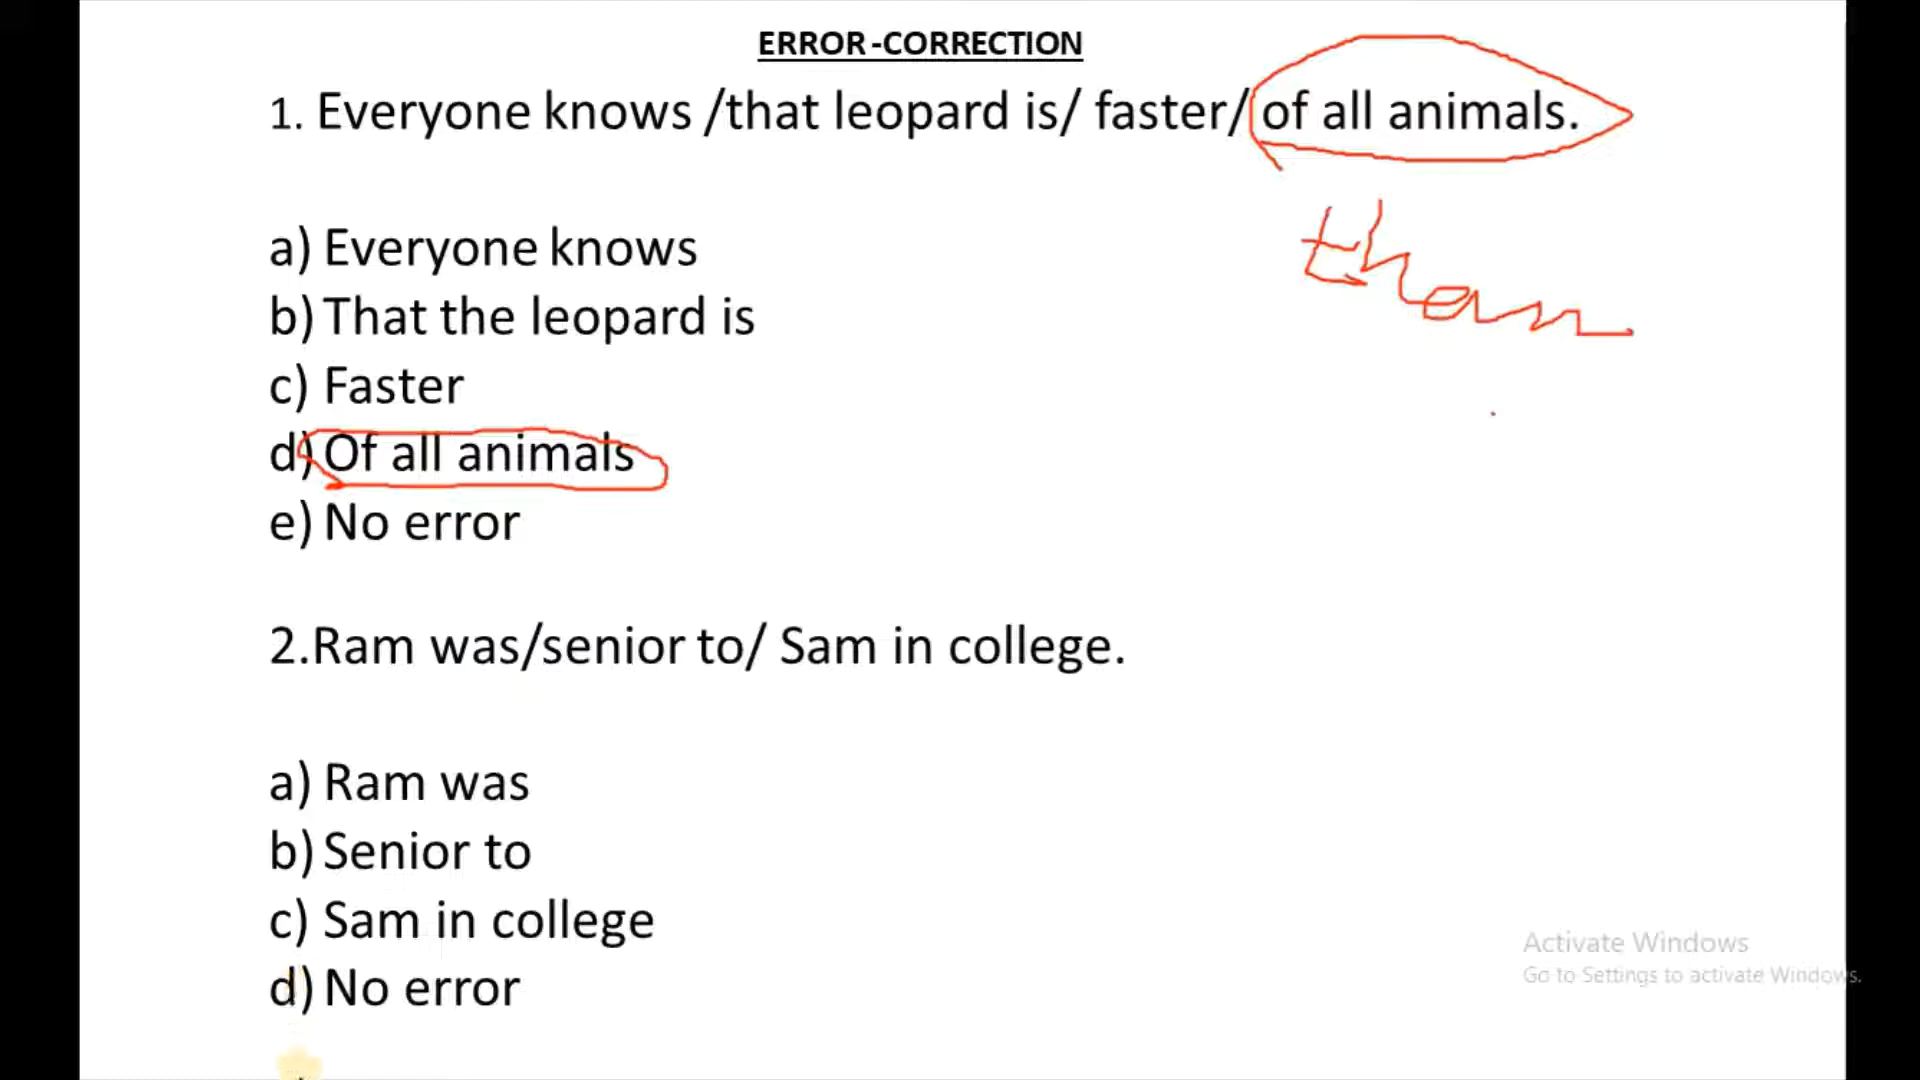 ERROR-CORRECTION
1. Everyone knows /that leopard is/ faster/ of all animals.
than
a) Everyone knows
b) That the leopard is
c) Faster
d) Of all animals
e) No error
2.Ram was/senior to/ Sam in college.
a) Ram was
b) Senior to
c) Sam in college
d) No error
Activate Windows
Go to Settings to activate Windows.